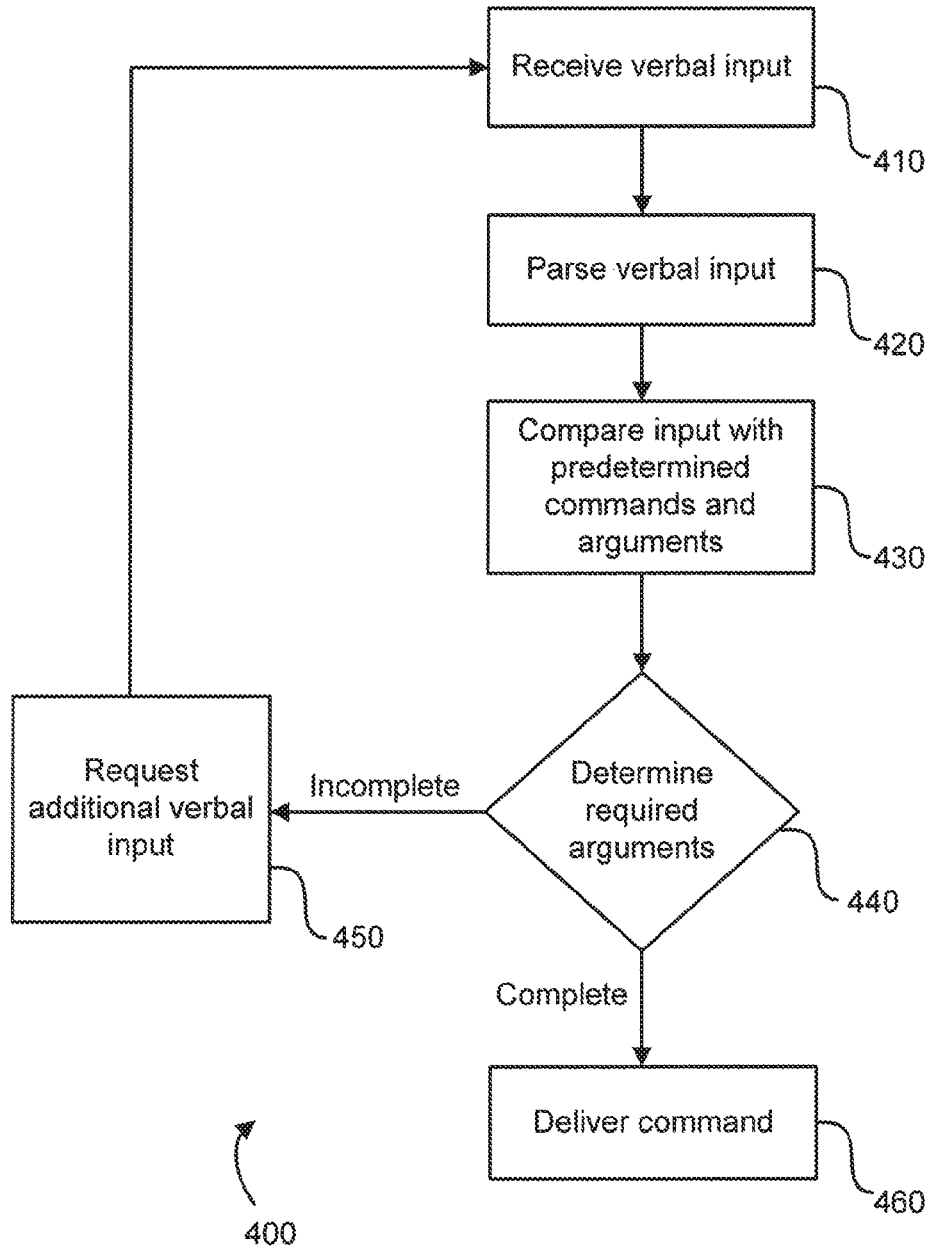 Receive verbal input
410
Parse verbal input
420
Compare input with
predetermined
commands and
arguments
430
Determine
required
arguments
440
Incomplete
Request
additional verbal
input
450
Complete
Deliver command
460
400